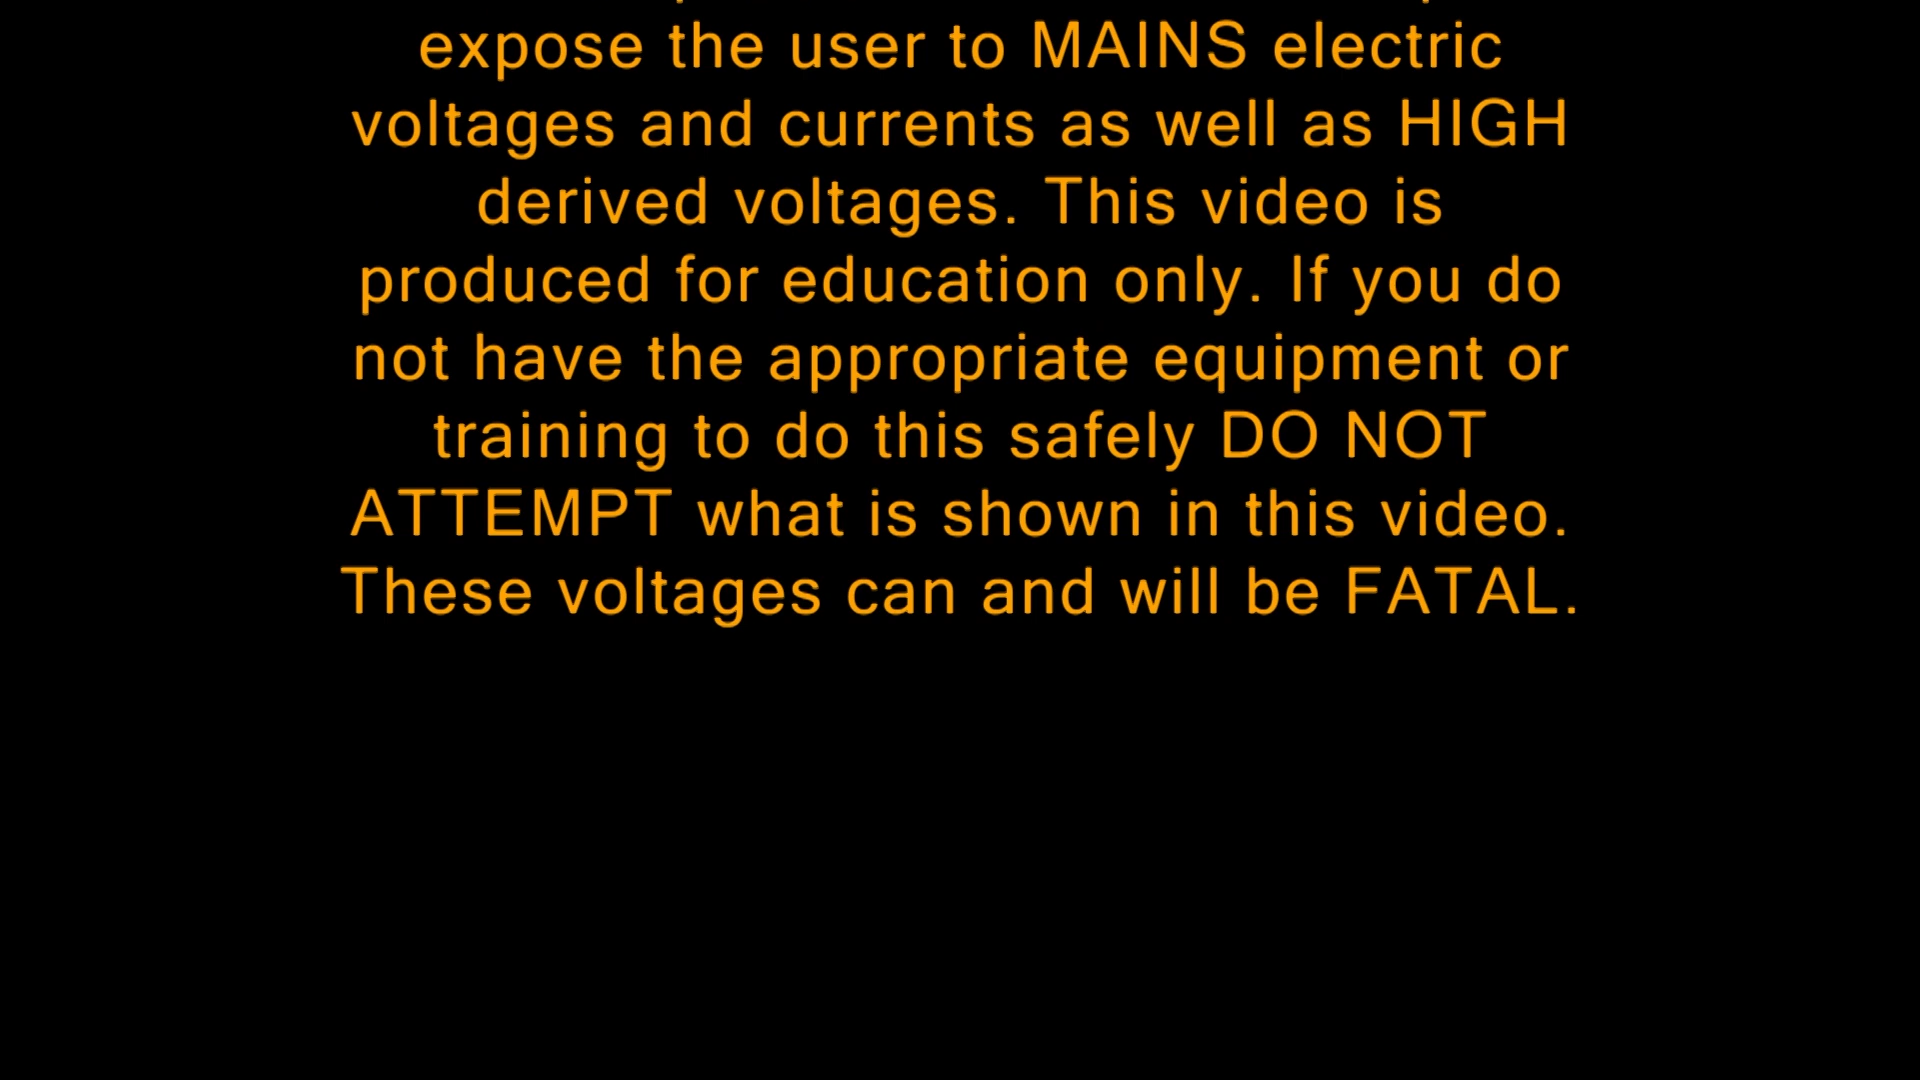 expose the user to MAINS electric
voltages and currents as well as HIGH
derived voltages. This video is
produced for education only. If you do
not have the appropriate equipment or
training to do this safely DO NOT
ATTEMPT what is shown in this video.
These voltages can and will be FATAL.